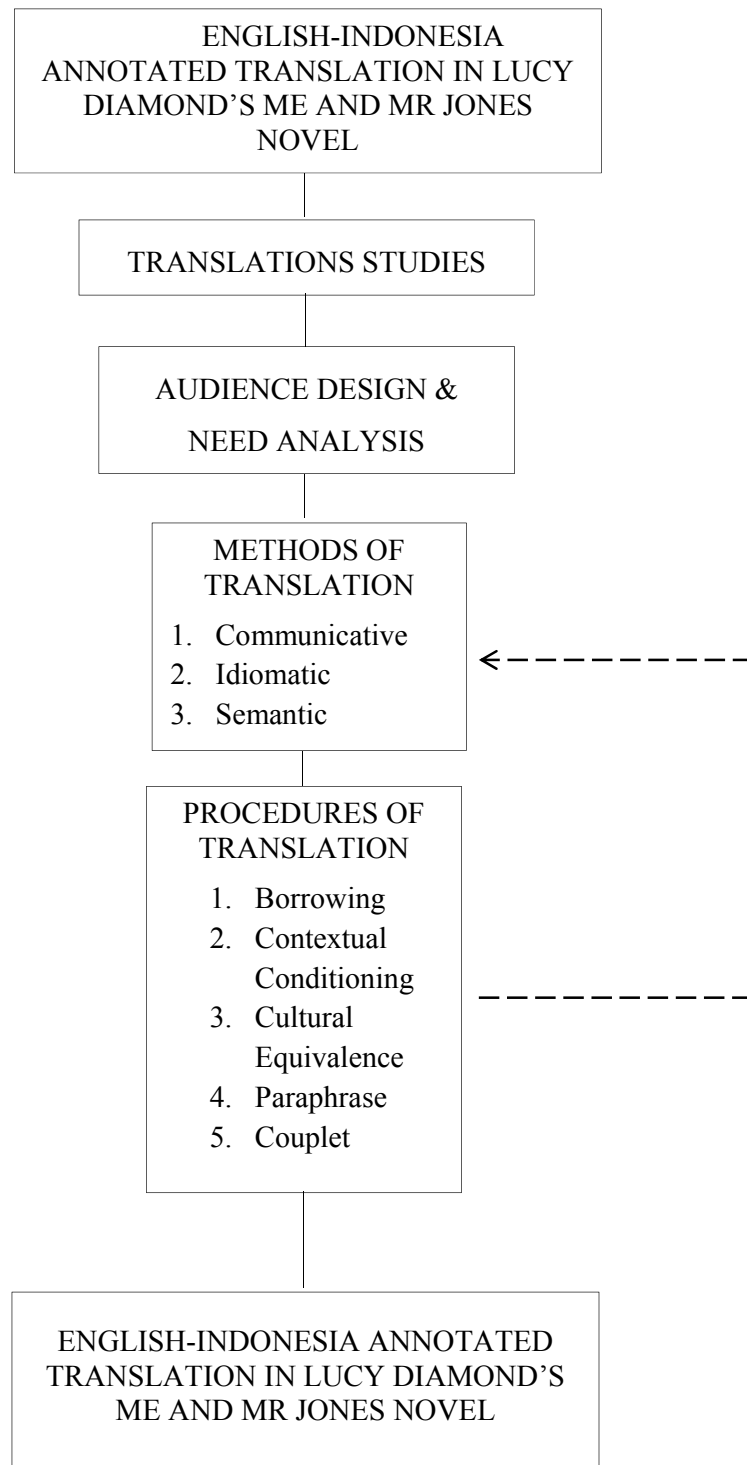 ENGLISH-INDONESIA
ANNOTATED TRANSLATION IN LUCY
DIAMOND’S ME AND MR JONES
NOVEL
TRANSLATIONS STUDIES
AUDIENCE DESIGN &
NEED ANALYSIS
METHODS OF
TRANSLATION
1. Communicative
2. Idiomatic
3. Semantic
PROCEDURES OF
TRANSLATION
1. Borrowing
2. Contextual
Conditioning
3. Cultural
Equivalence
4. Paraphrase
5. Couplet
ENGLISH-INDONESIA ANNOTATED
TRANSLATION IN LUCY DIAMOND’S
ME AND MR JONES NOVEL